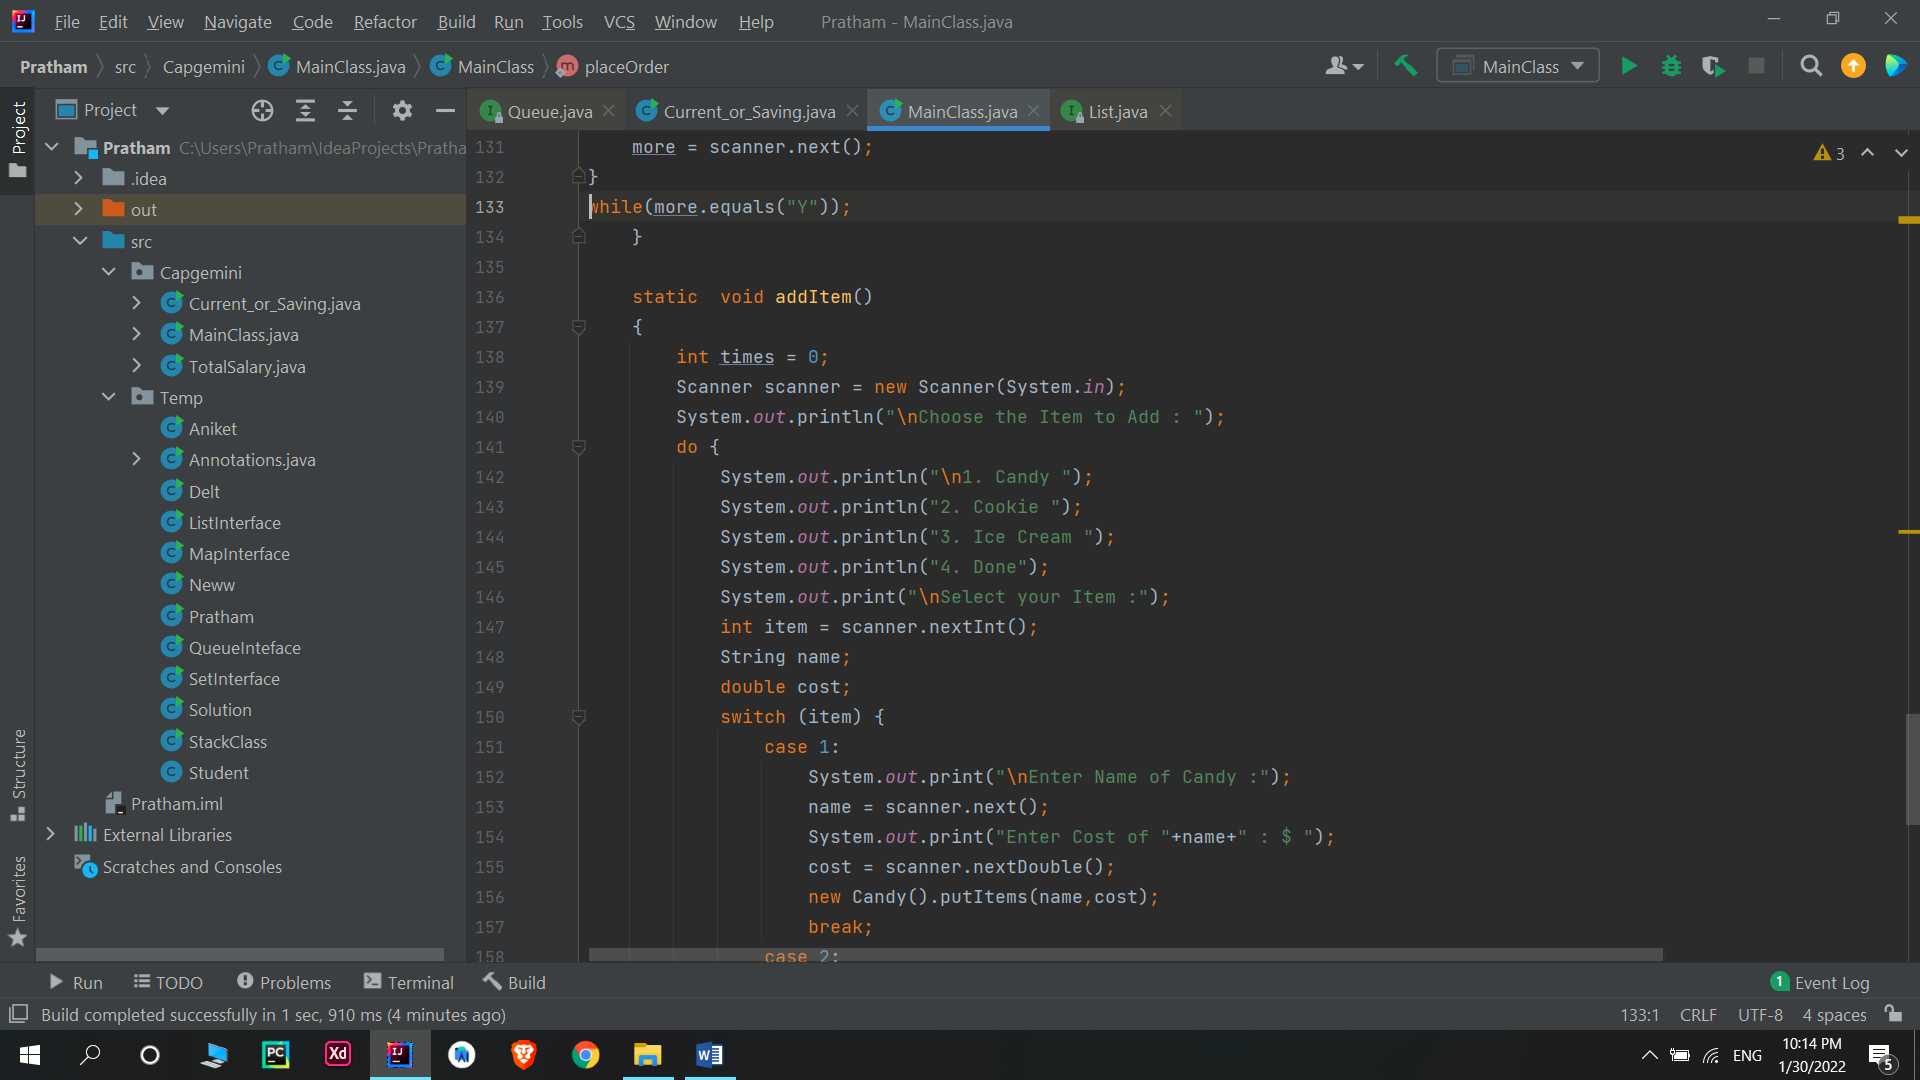 File Edit View Navigate Code Refactor Build Run Tools VCS Window Help Pratham - MainClass.java
Pratham src Capgemini MainClass.java MainClass placeOrder MainClass
Project
Queue.java Current_or_Saving.java MainClass.java List.java
Project
Pratham C:\Users\Pratham\IdeaProjects\Pratha
.idea
out
src
Capgemini
Current_or_Saving.java
MainClass.java
TotalSalary.java
Temp
Aniket
Annotations.java
Delt
ListInterface
MapInterface
Neww
Pratham
QueueInteface
SetInterface
Solution
StackClass
Student
Pratham.iml
External Libraries
Scratches and Consoles
Structure
Favorites
3
131 more = scanner.next();
132 }
133 while(more.equals("Y"));
134 }
135
136 static  void addItem()
137 {
138 int times = 0;
139 Scanner scanner = new Scanner(System.in);
140 System.out.println("\nChoose the Item to Add : ");
141 do {
142 System.out.println("\n1. Candy ");
143 System.out.println("2. Cookie ");
144 System.out.println("3. Ice Cream ");
145 System.out.println("4. Done");
146 System.out.print("\nSelect your Item :");
147 int item = scanner.nextInt();
148 String name;
149 double cost;
150 switch (item) {
151 case 1:
152 System.out.print("\nEnter Name of Candy :");
153 name = scanner.next();
154 System.out.print("Enter Cost of "+name+" : $ ");
155 cost = scanner.nextDouble();
156 new Candy().putItems(name,cost);
157 break;
158 case 2:
Run TODO Problems Terminal Build 1 Event Log
Build completed successfully in 1 sec, 910 ms (4 minutes ago) 133:1 CRLF UTF-8 4 spaces
PC Xd IJ W ENG 10:14 PM
1/30/2022 5